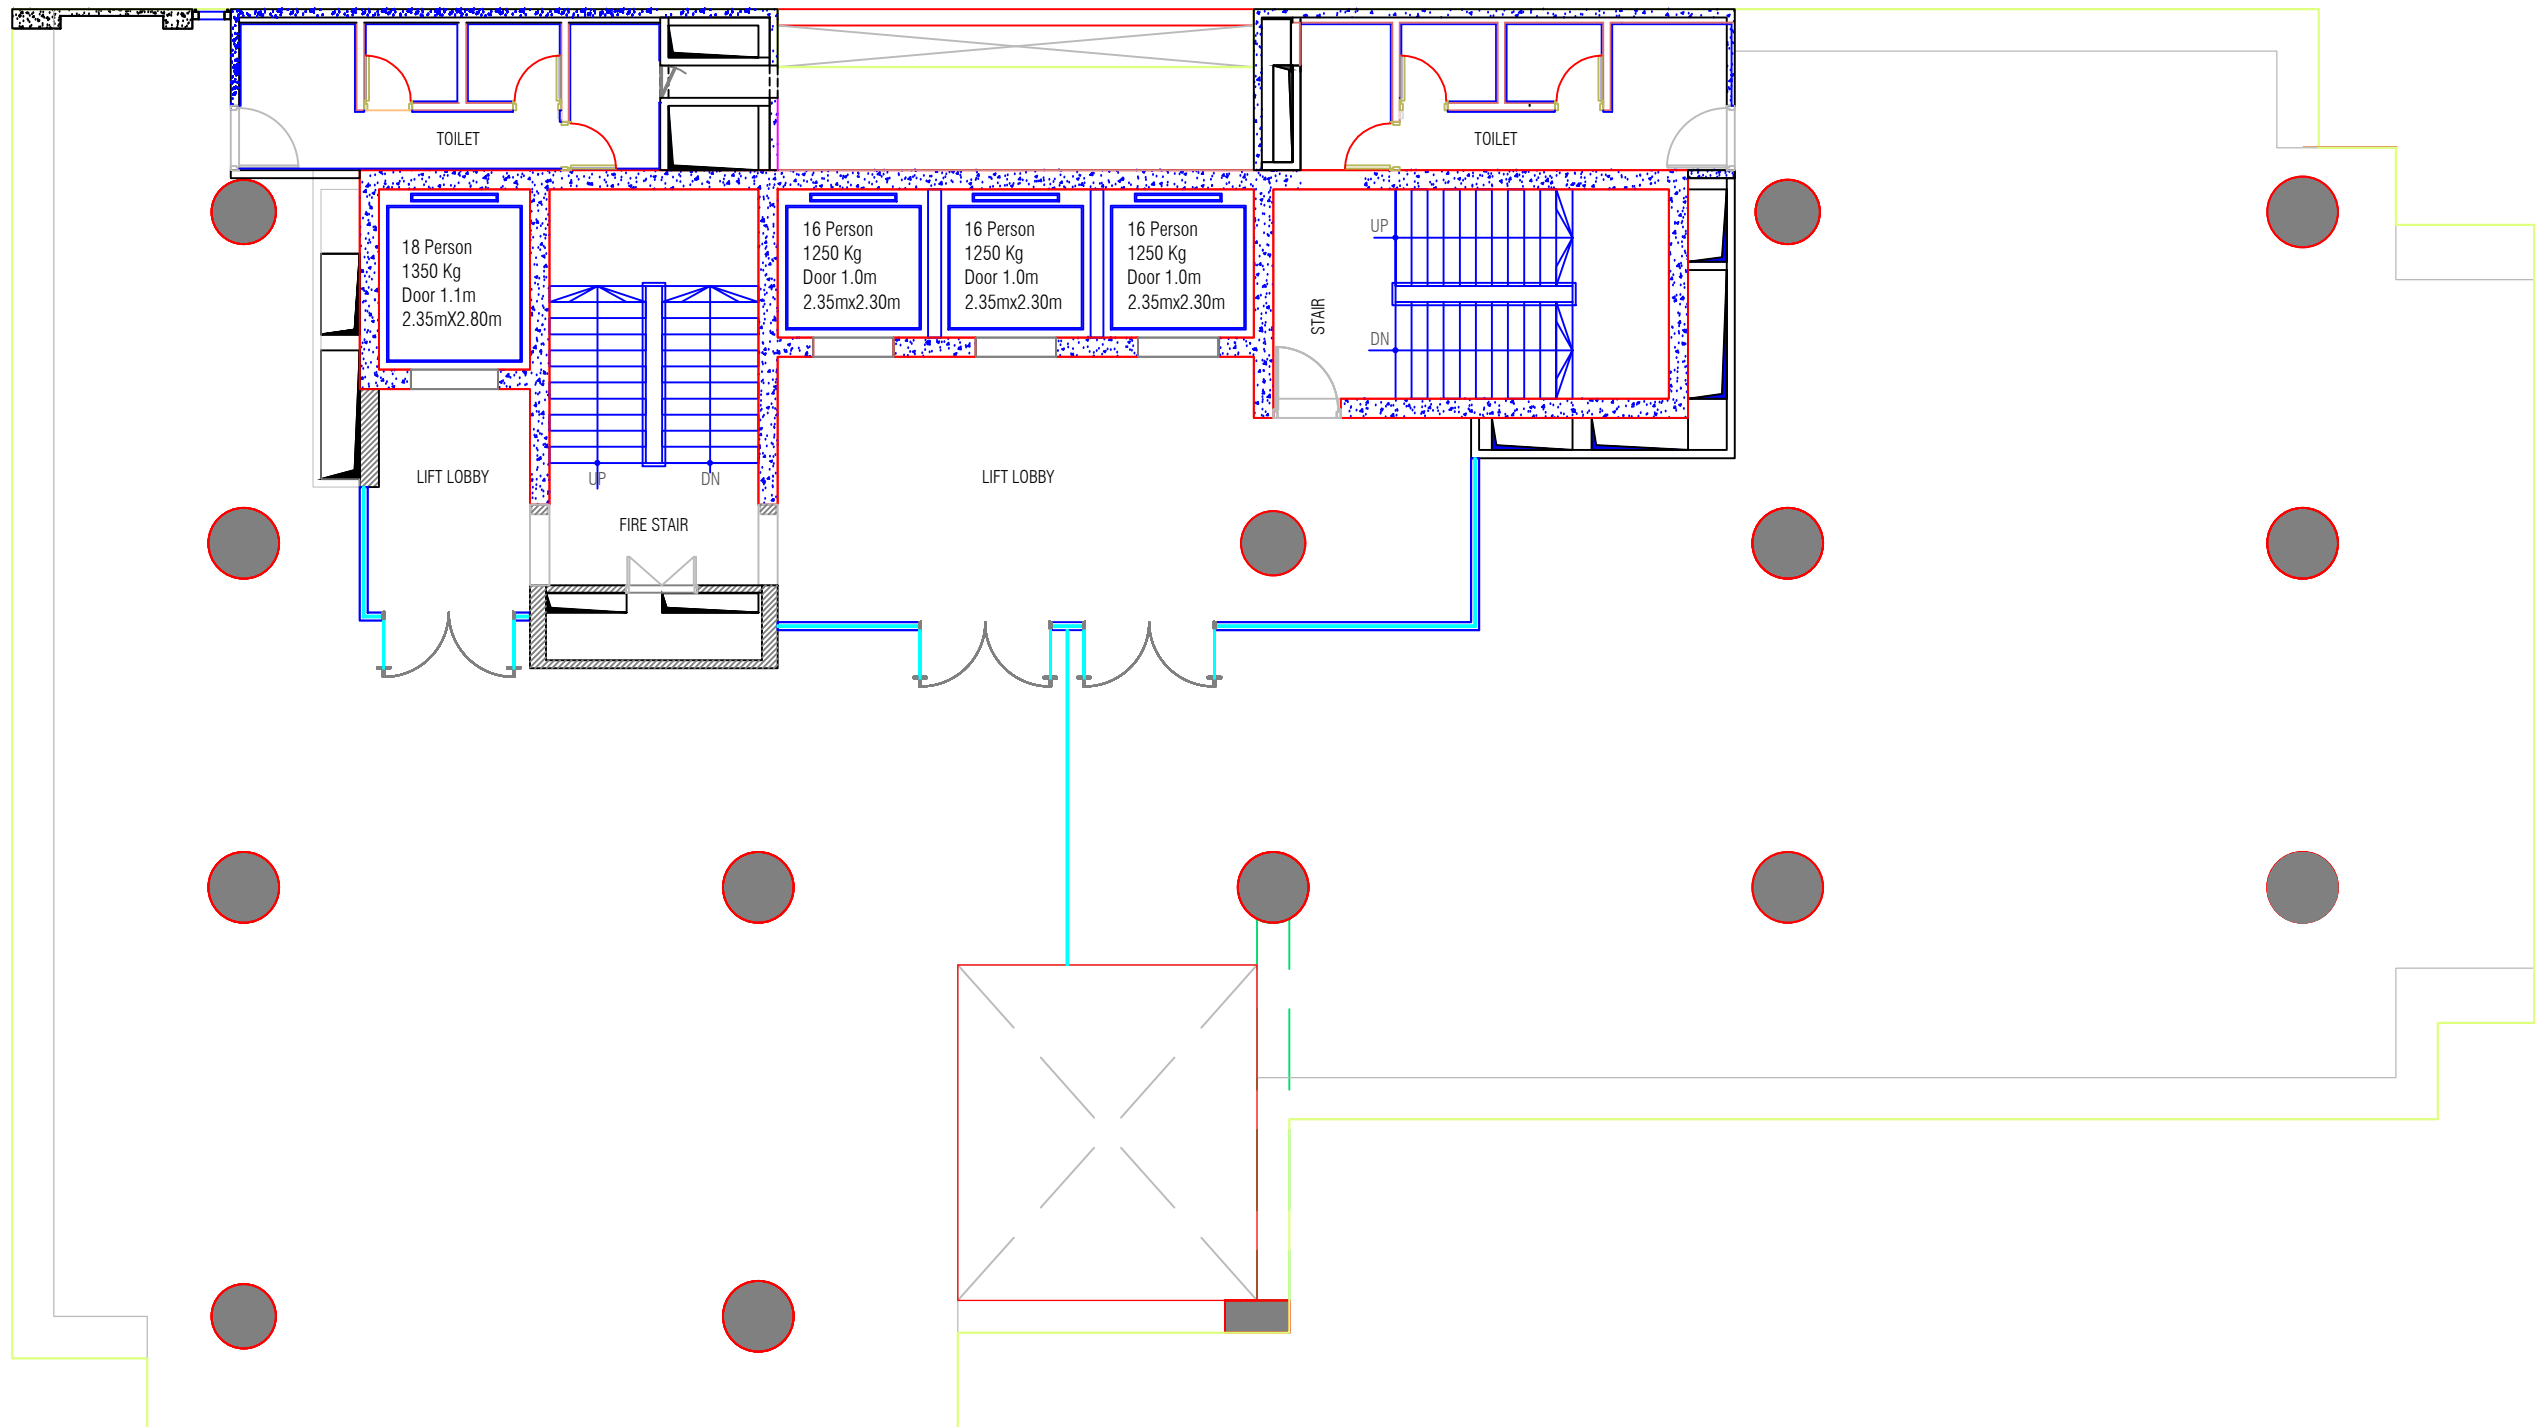 TOILET
TOILET
18 Person
1350 Kg
Door 1.1m
2.35mX2.80m
16 Person
1250 Kg
Door 1.0m
2.35mx2.30m
16 Person
1250 Kg
Door 1.0m
2.35mx2.30m
16 Person
1250 Kg
Door 1.0m
2.35mx2.30m
UP
STAIR
DN
LIFT LOBBY
UP
DN
LIFT LOBBY
FIRE STAIR